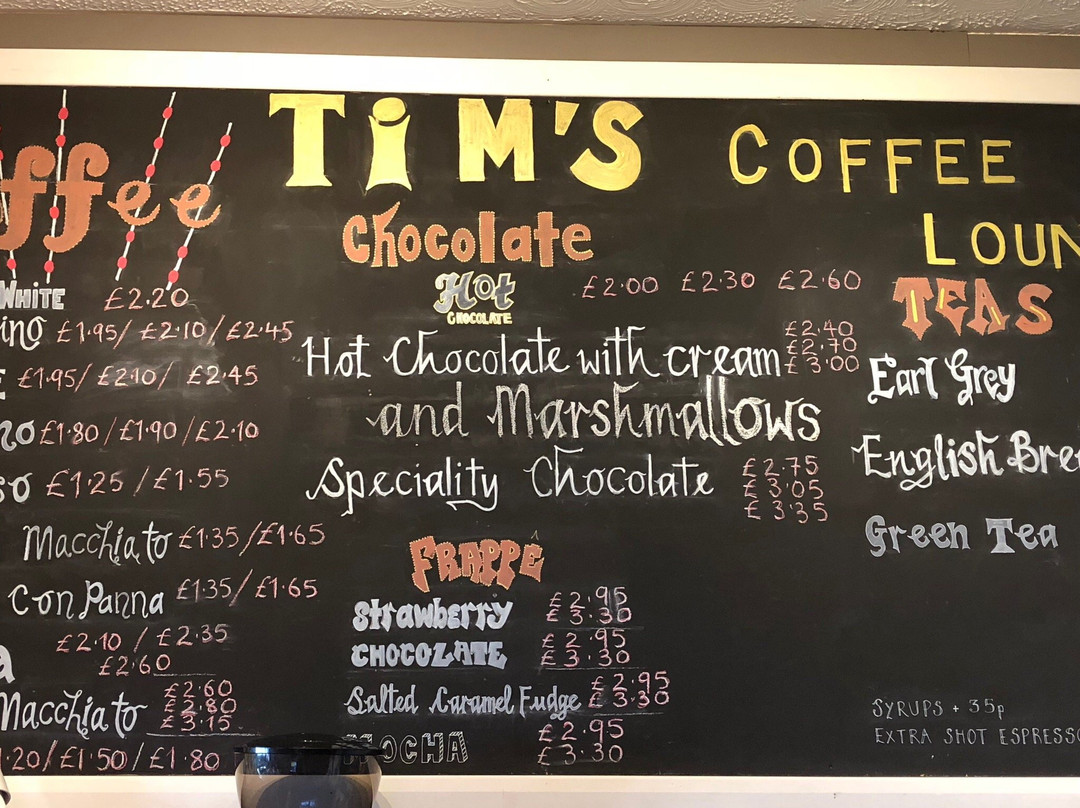 TiM'S COFFEE
LOUN
ffee
WHITE £2.20
ino £1.95/ £2.10/£2.45
E £1.95/ £2.10/ £2.45
no £1.80/£1.90/£2.10
so £1.25 /£1.55
Macchiato £1.35/£1.65
Con Panna £1.35/£1.65
a £2.10 / £2.35
£2.60
Macchiato £2.60
£2.80
£3.15
1.20/£1.50/£1.80
Chocolate
Hot £2.00 £2.30 £2.60
CHOCOLATE
Hot Chocolate with cream £2.40
£2.70
£3.00
and Marshmallows
Speciality Chocolate £2.75
£3.05
£3.35
FRAPPÉ
Strawberry £2.95
£3.30
CHOCOLATE £2.95
£3.30
Salted Caramel Fudge £2.95
£3.30
MOCHA £2.95
£3.30
TEAS
Earl Grey
English Bre
Green Tea
SYRUPS + 35p
EXTRA SHOT ESPRESSO